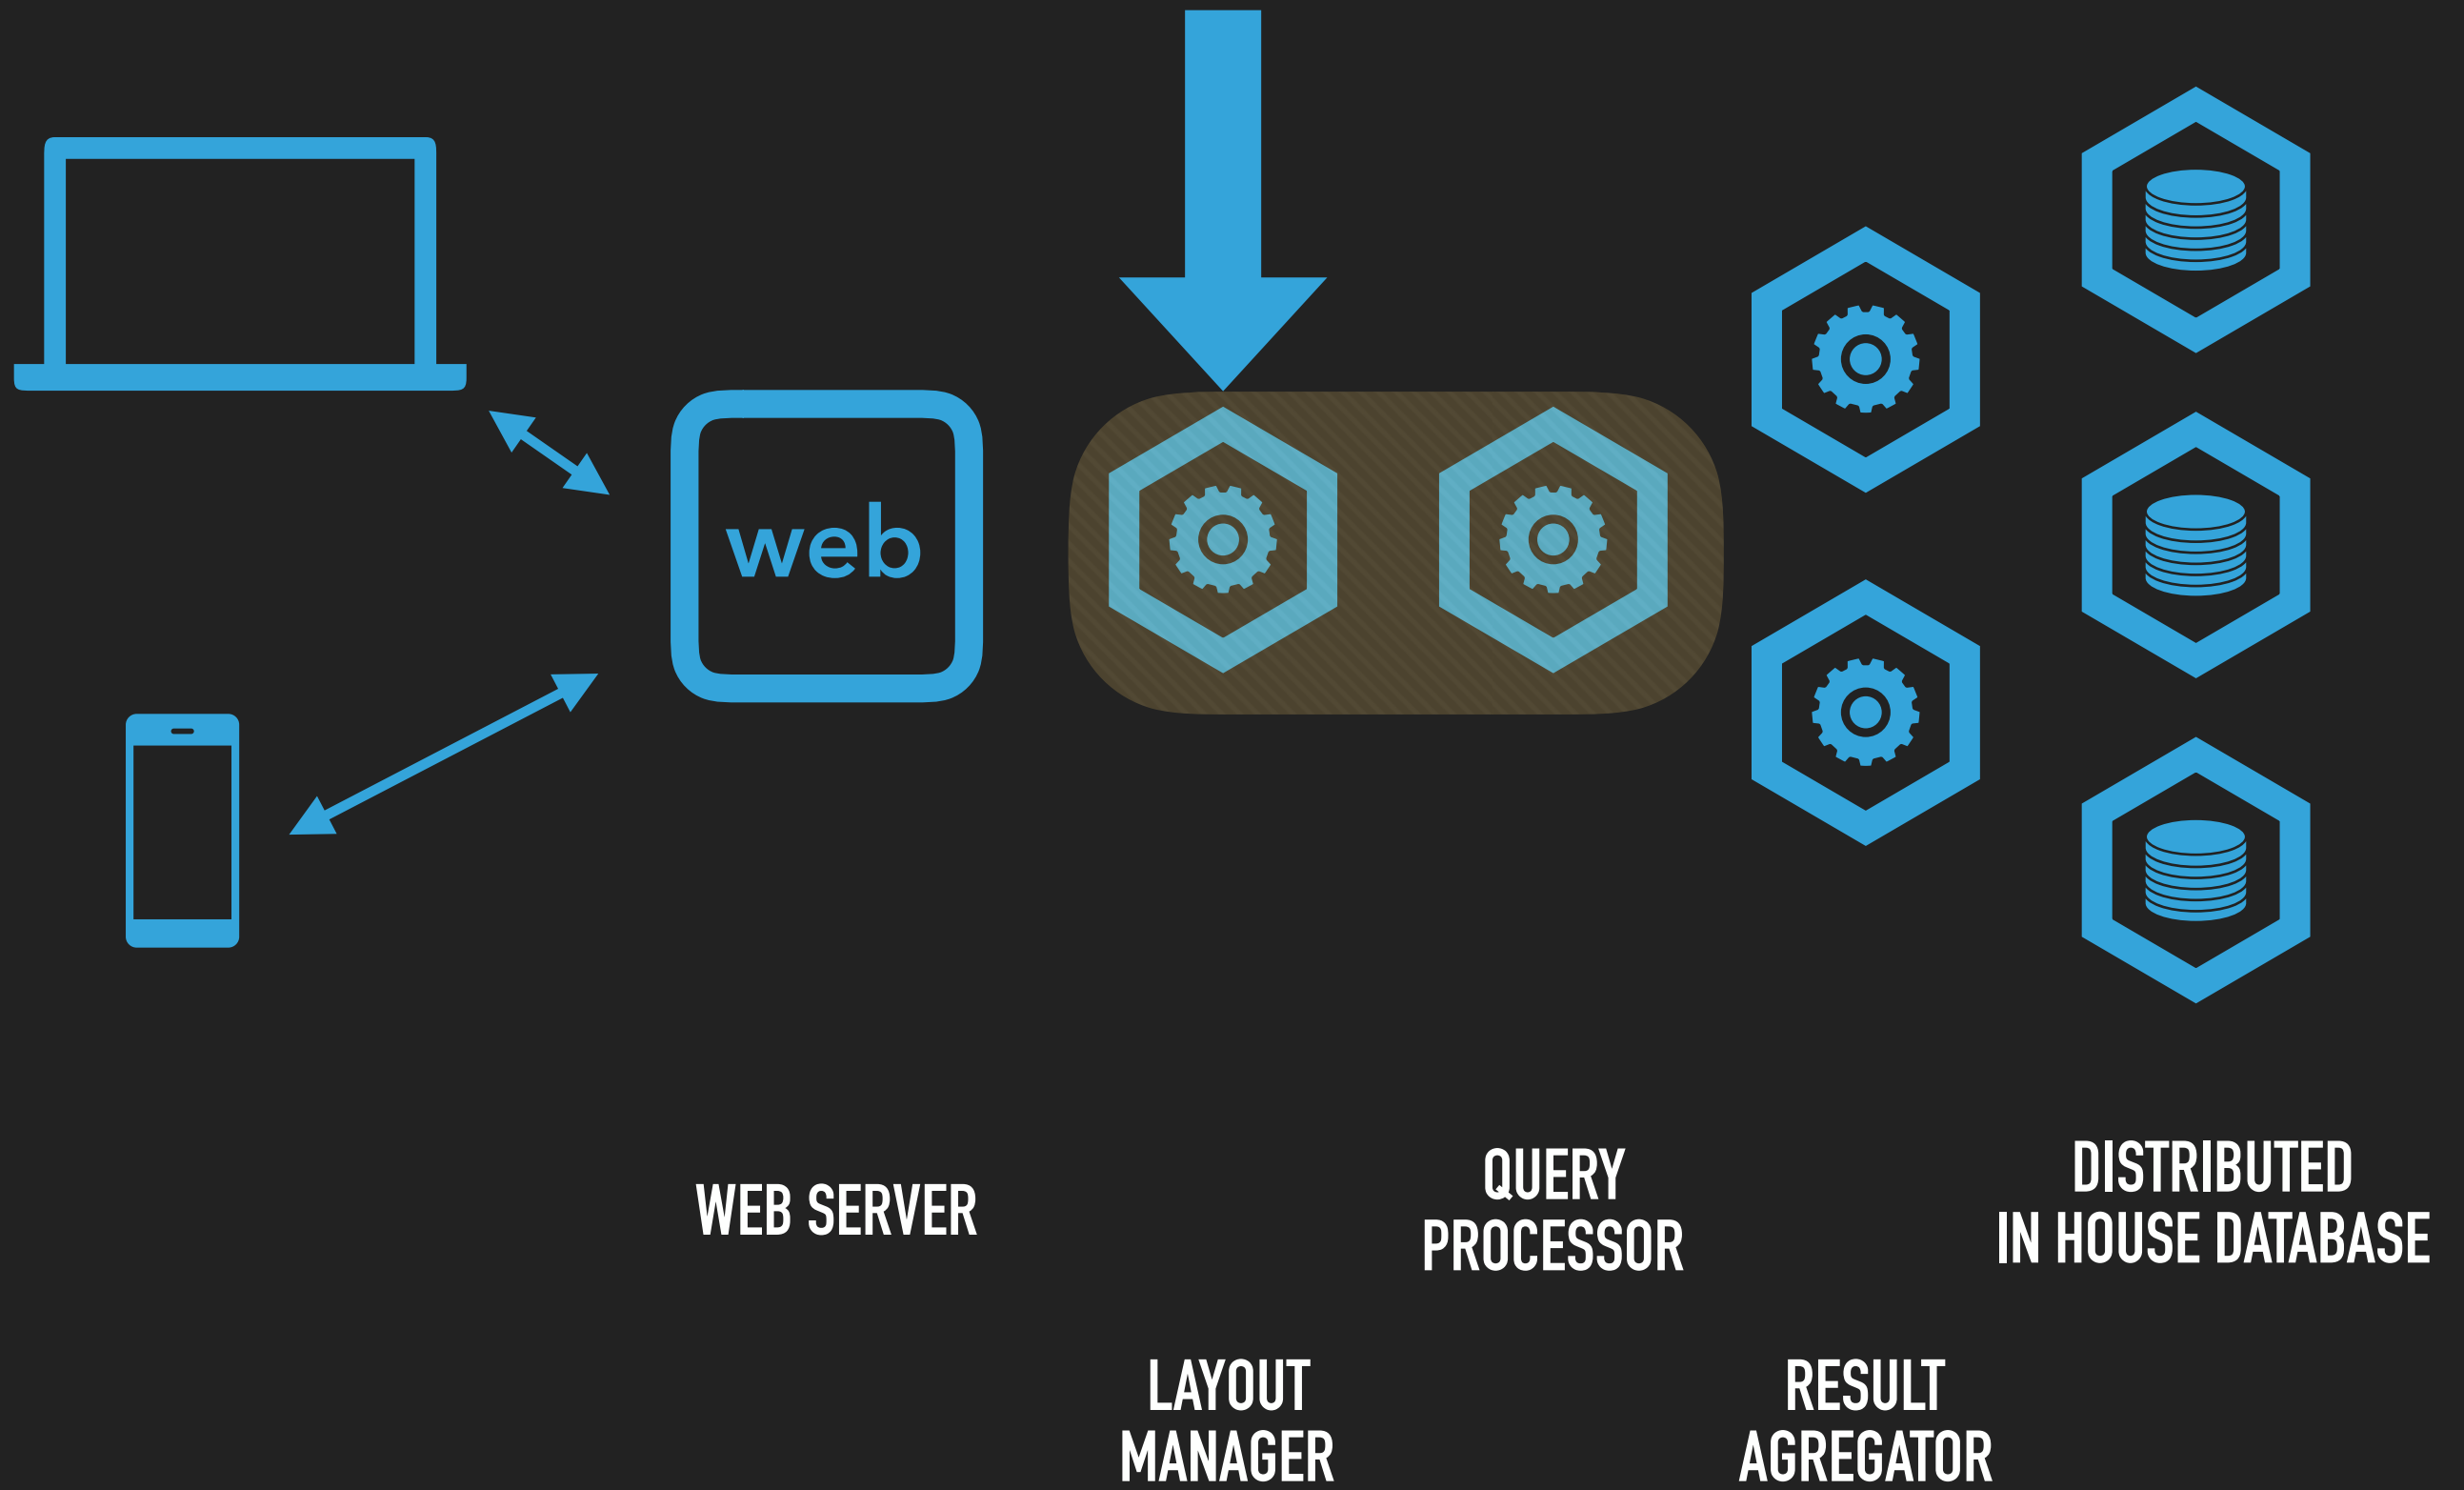 web
WEB SERVER
LAYOUT
MANAGER
QUERY
PROCESSOR
RESULT
AGREGATOR
DISTRIBUTED,
IN HOUSE DATABASE